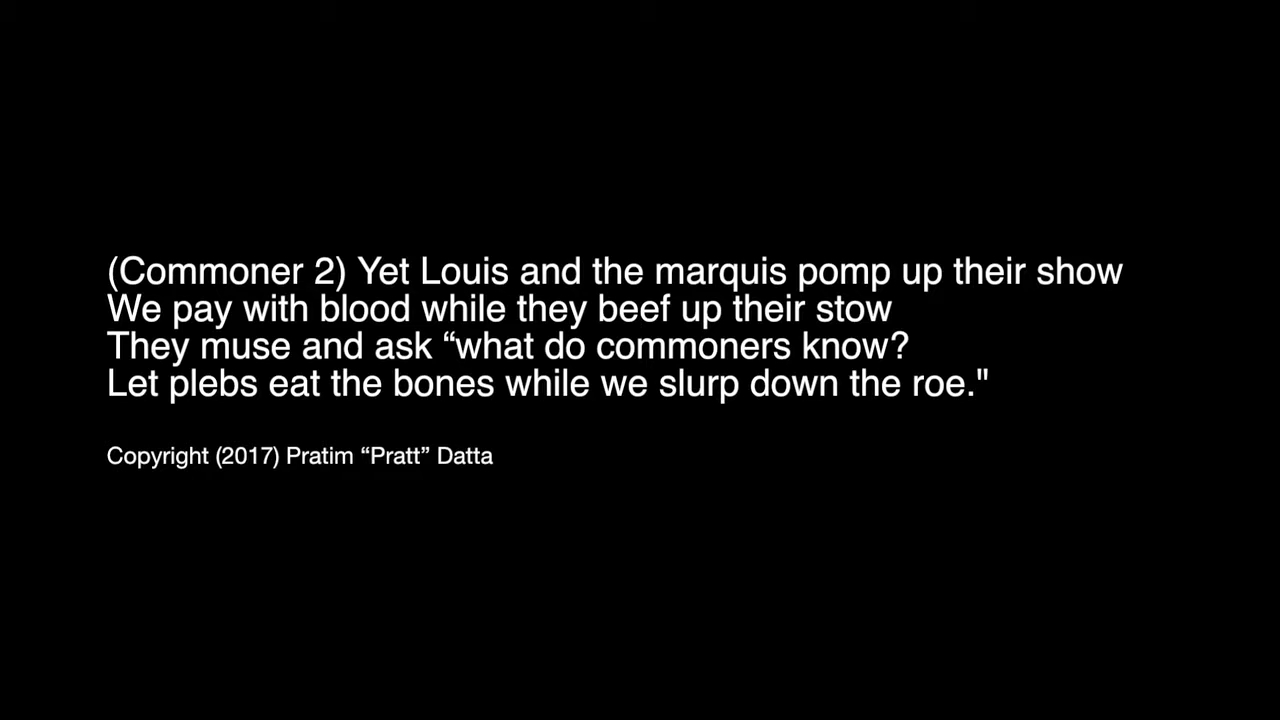 (Commoner 2) Yet Louis and the marquis pomp up their show
We pay with blood while they beef up their stow
They muse and ask “what do commoners know?
Let plebs eat the bones while we slurp down the roe."
Copyright (2017) Pratim “Pratt” Datta